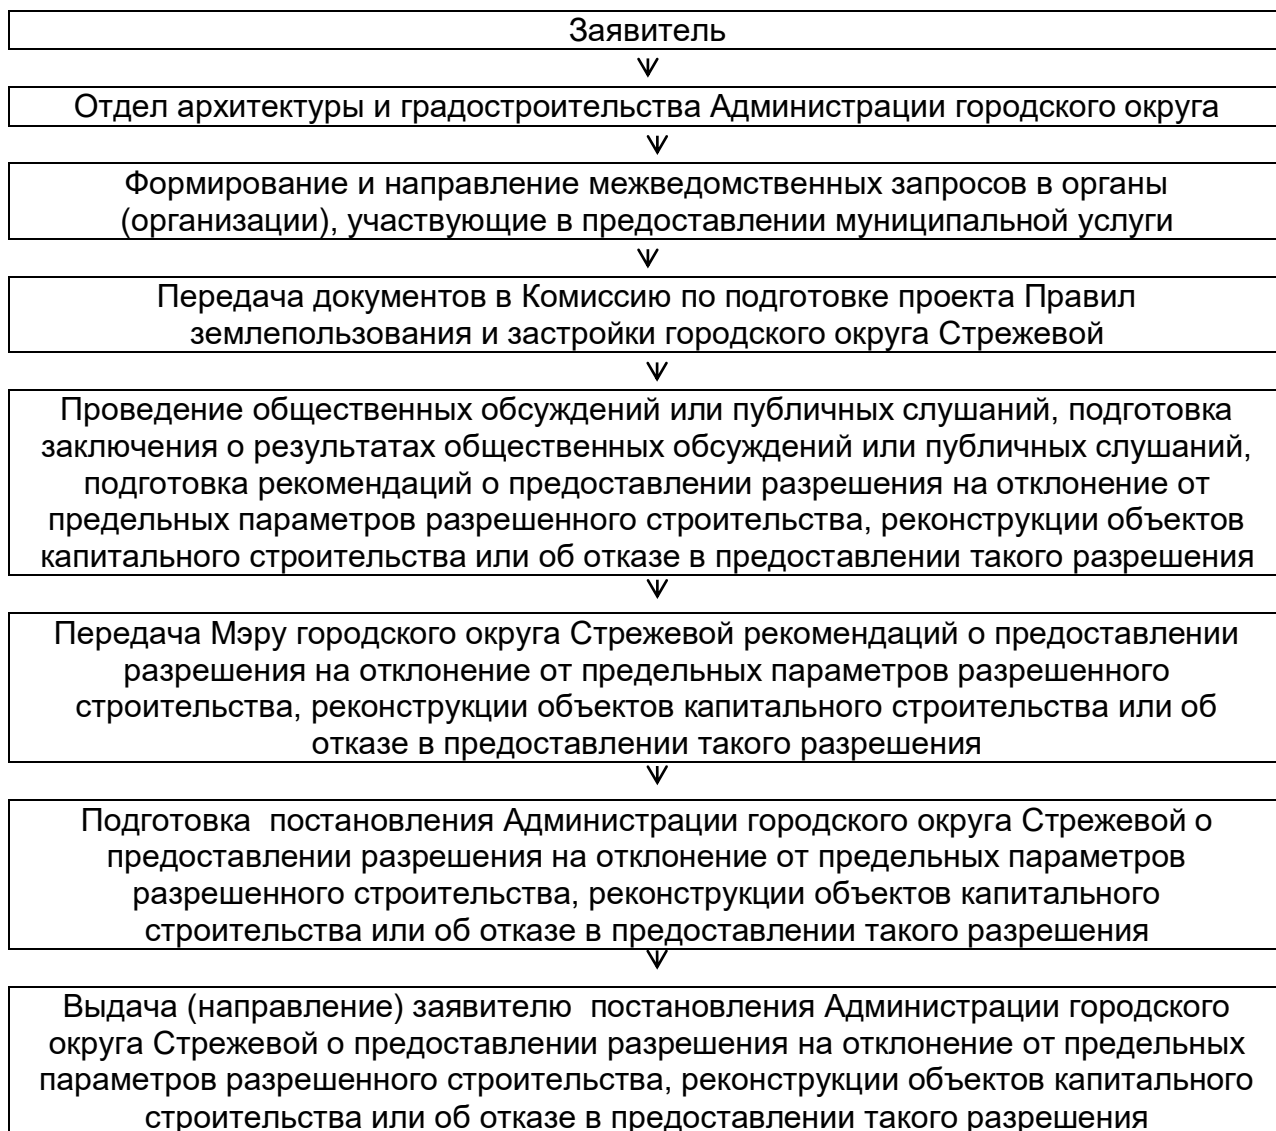 Заявитель
Отдел архитектуры и градостроительства Администрации городского округа
Формирование и направление межведомственных запросов в органы
(организации), участвующие в предоставлении муниципальной услуги
Передача документов в Комиссию по подготовке проекта Правил
землепользования и застройки городского округа Стрежевой
Проведение общественных обсуждений или публичных слушаний, подготовка
заключения о результатах общественных обсуждений или публичных слушаний,
подготовка рекомендаций о предоставлении разрешения на отклонение от
предельных параметров разрешенного строительства, реконструкции объектов
капитального строительства или об отказе в предоставлении такого разрешения
Передача Мэру городского округа Стрежевой рекомендаций о предоставлении
разрешения на отклонение от предельных параметров разрешенного
строительства, реконструкции объектов капитального строительства или об
отказе в предоставлении такого разрешения
Подготовка  постановления Администрации городского округа Стрежевой о
предоставлении разрешения на отклонение от предельных параметров
разрешенного строительства, реконструкции объектов капитального
строительства или об отказе в предоставлении такого разрешения
Выдача (направление) заявителю  постановления Администрации городского
округа Стрежевой о предоставлении разрешения на отклонение от предельных
параметров разрешенного строительства, реконструкции объектов капитального
строительства или об отказе в предоставлении такого разрешения